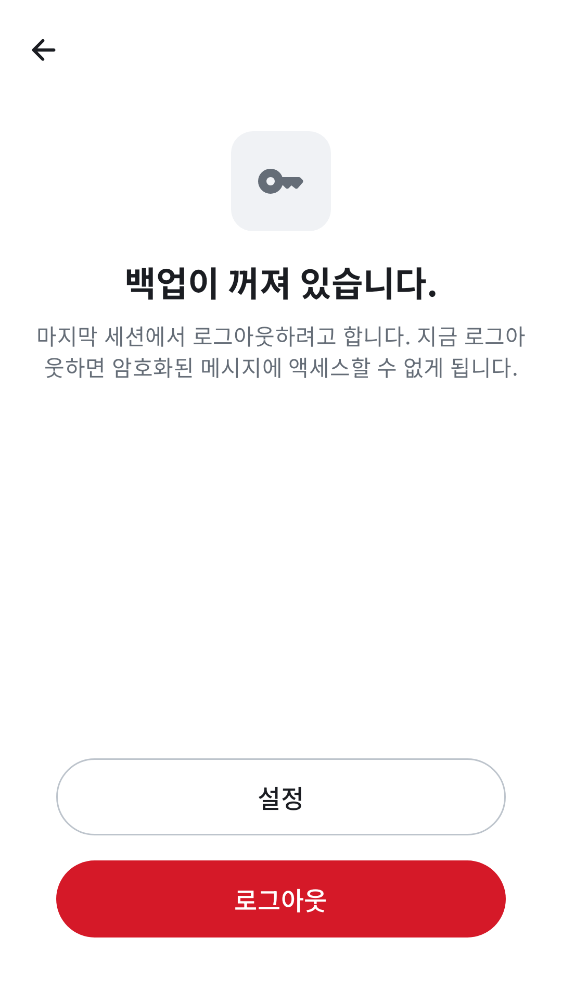 백업이 꺼져 있습니다.
마지막 세션에서 로그아웃하려고 합니다. 지금 로그아
웃하면 암호화된 메시지에 액세스할 수 없게 됩니다.
설정
로그아웃